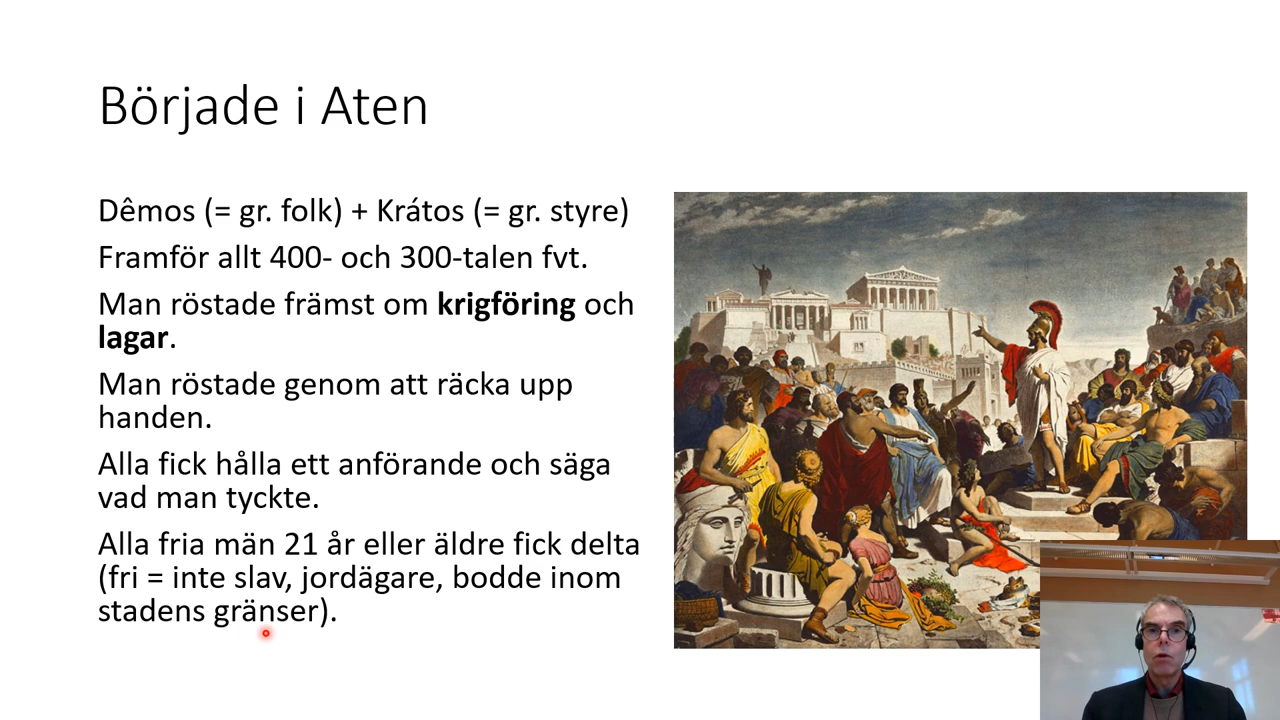 Började i Aten
Dêmos (= gr. folk) + Krátos (= gr. styre)
Framför allt 400- och 300-talen fvt.
Man röstade främst om krigföring och
lagar.
Man röstade genom att räcka upp
handen.
Alla fick hålla ett anförande och säga
vad man tyckte.
Alla fria män 21 år eller äldre fick delta
(fri = inte slav, jordägare, bodde inom
stadens gränser).